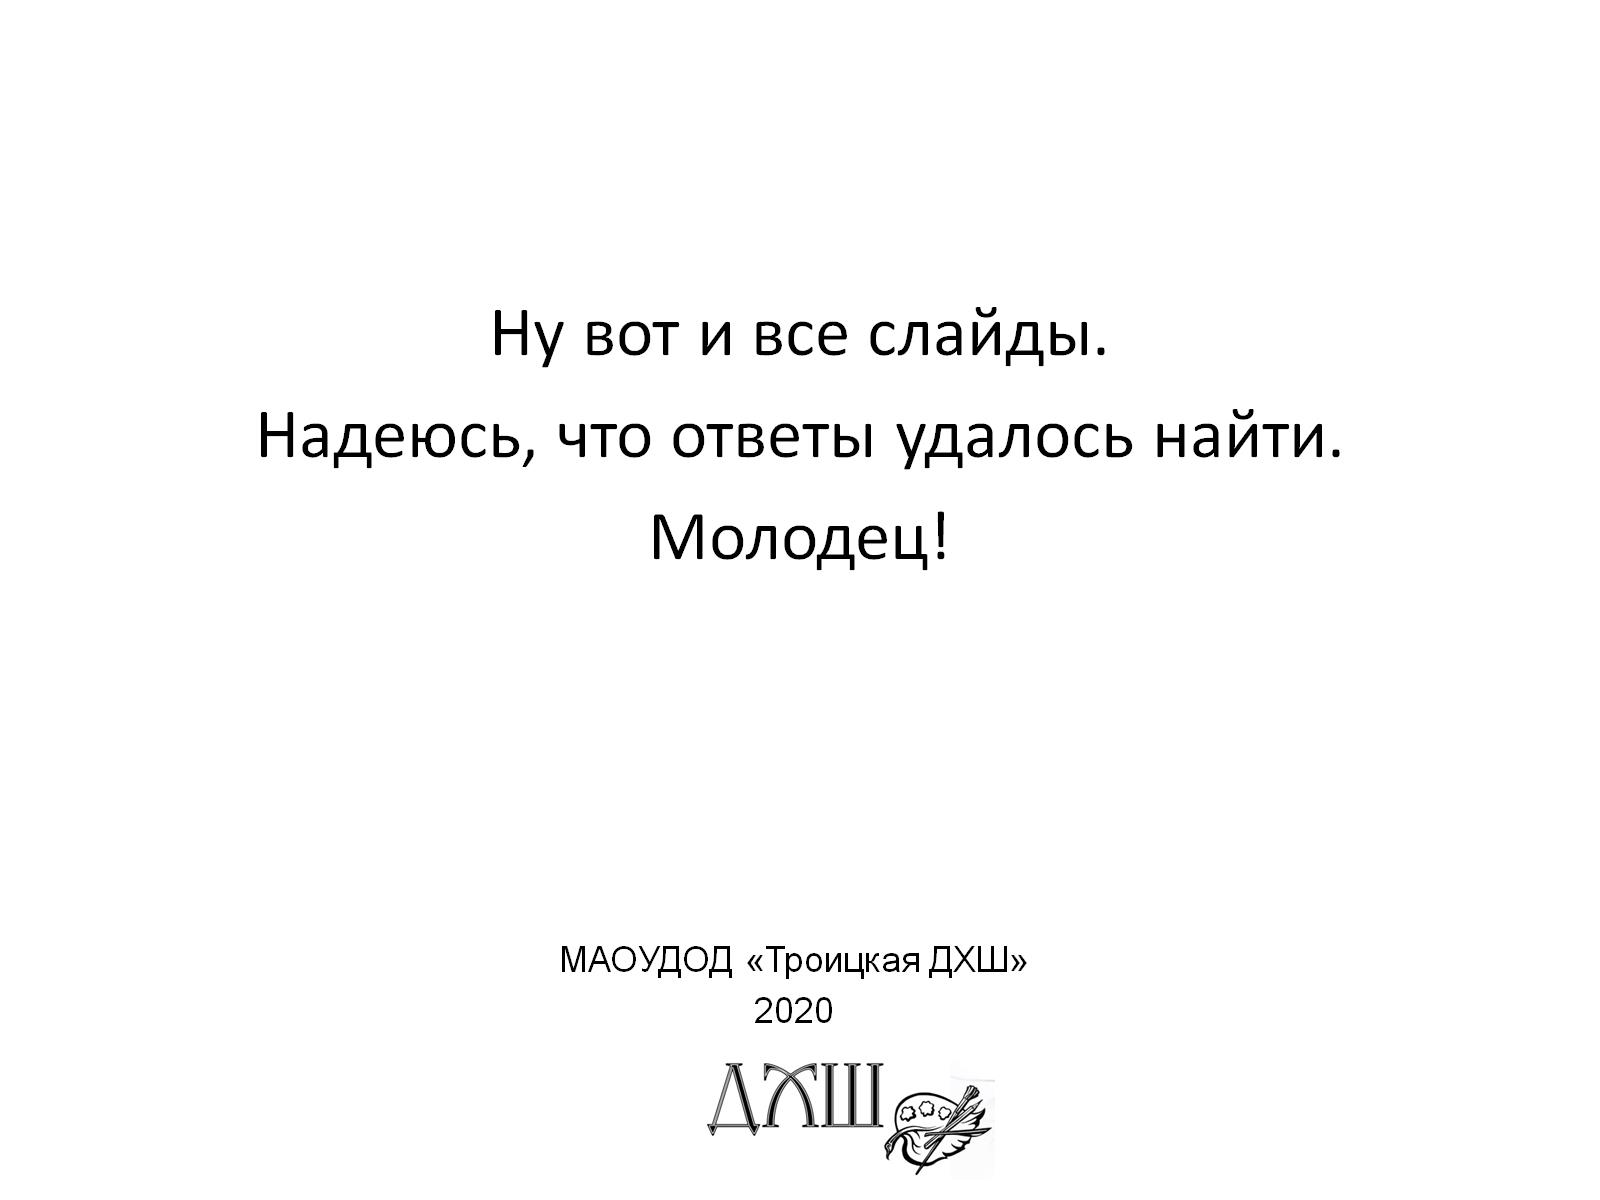 Ну вот и все слайды.
Надеюсь, что ответы удалось найти.
Молодец!
МАОУДОД «Троицкая ДХШ»
2020
ДХШ